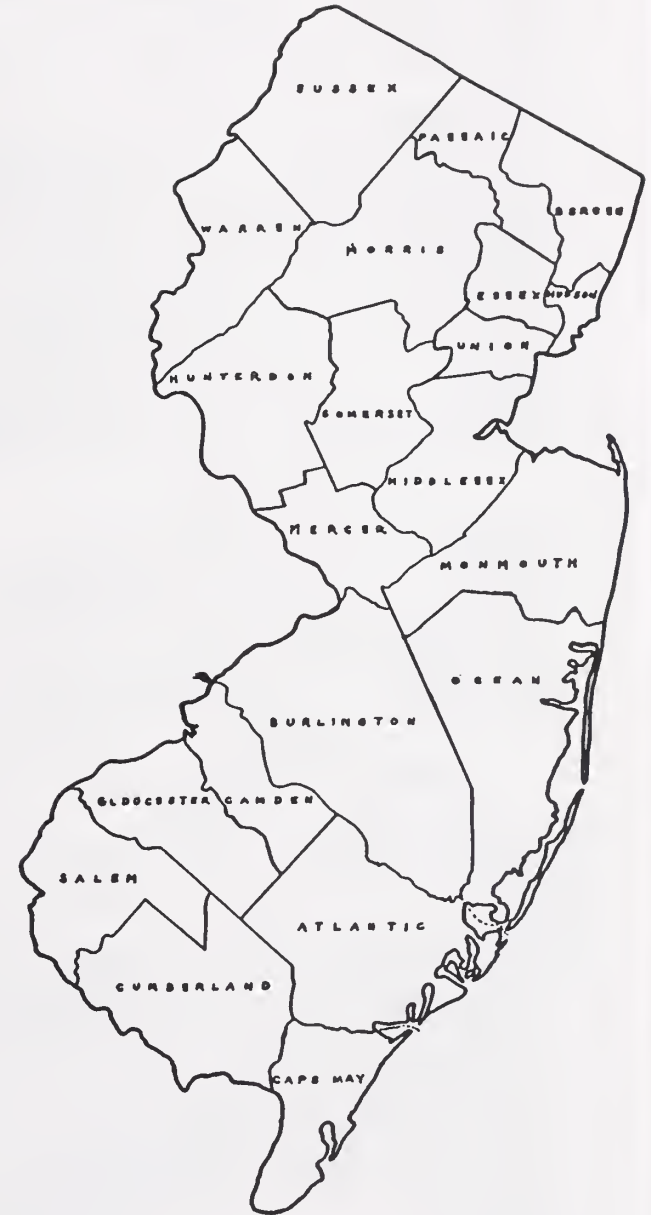 SUSSEX
PASSAIC
BERGEN
WARREN
MORRIS
ESSEX
HUDSON
UNION
HUNTERDON
SOMERSET
MIDDLESEX
MERCER
MONMOUTH
OCEAN
BURLINGTON
GLOOCESTER
CAMDEN
SALEM
ATLANTIC
CUMBERLAND
CAPE MAY